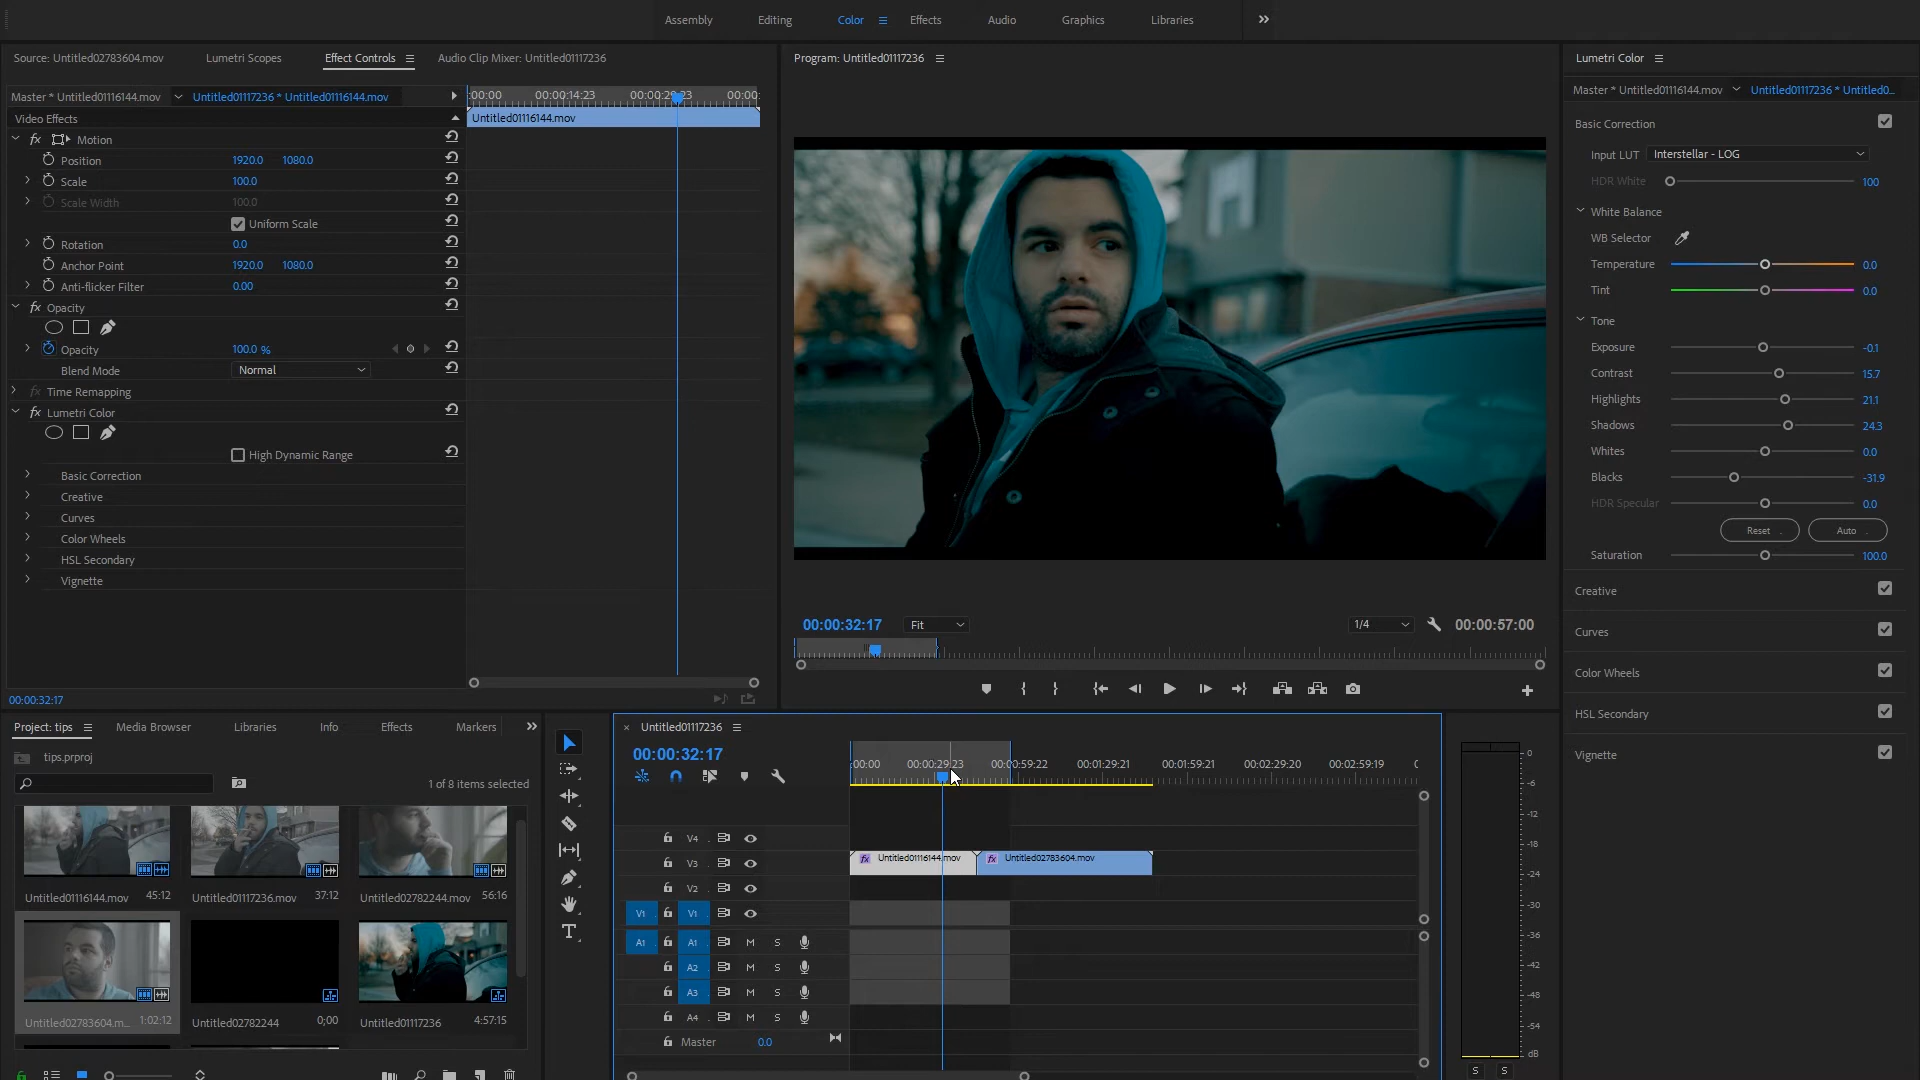 Assembly Editing Color Effects Audio Graphics Libraries
Source: Untitled02783604.mov Lumetri Scopes Effect Controls Audio Clip Mixer: Untitled01117236
Master * Untitled01116144.mov Untitled01117236 * Untitled01116144.mov
:00:00 00:00:14:23 00:00:29:23 00:00:
Video Effects
Untitled01116144.mov
fx Motion
Position 1920.0 1080.0
Scale 100.0
Scale Width 100.0
Uniform Scale
Rotation 0.0
Anchor Point 1920.0 1080.0
Anti-flicker Filter 0.00
fx Opacity
Opacity 100.0 %
Blend Mode Normal
fx Time Remapping
fx Lumetri Color
High Dynamic Range
Basic Correction
Creative
Curves
Color Wheels
HSL Secondary
Vignette
00:00:32:17
Program: Untitled01117236
00:00:32:17 Fit 1/4 00:00:57:00
Lumetri Color
Master * Untitled01116144.mov Untitled01117236 * Untitled0...
Basic Correction
Input LUT Interstellar - LOG
HDR White 100
White Balance
WB Selector
Temperature 0.0
Tint 0.0
Tone
Exposure -0.1
Contrast 15.7
Highlights 21.1
Shadows 24.3
Whites 0.0
Blacks -31.9
HDR Specular 0.0
Reset Auto
Saturation 100.0
Creative
Curves
Color Wheels
HSL Secondary
Vignette
Project: tips Media Browser Libraries Info Effects Markers
tips.prproj
1 of 8 items selected
Untitled01116144.mov 45:12 Untitled01117236.mov 37:12 Untitled02782244.mov 56:16
Untitled02783604.m... 1:02:12 Untitled02782244 0;00 Untitled01117236 4:57:15
× Untitled01117236
00:00:32:17
:00:00 00:00:29:23 00:00:59:22 00:01:29:21 00:01:59:21 00:02:29:20 00:02:59:19
V4
V3 fx Untitled01116144.mov fx Untitled02783604.mov
V2
V1 V1
A1 A1 M S
A2 M S
A3 M S
A4 M S
Master 0.0
0
-6
-12
-18
-24
-30
-36
-42
-48
-54
dB
S S